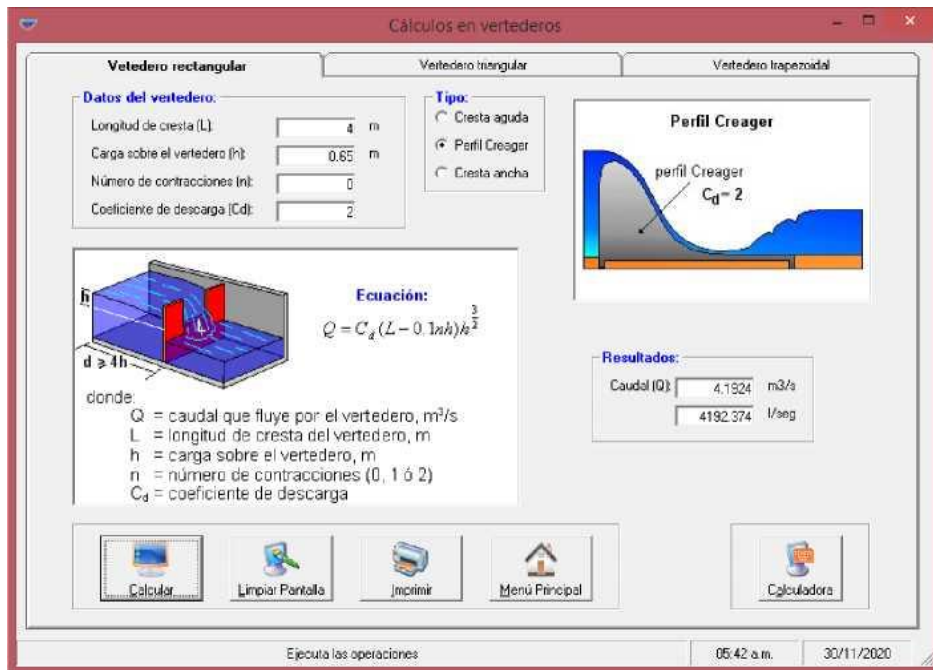 Cálculos en vertederos
Vetedero rectangular
Vertedero triangular
Vertedero trapezoidal
Datos del vertedero:
Longitud de cresta (L): 4 m
Carga sobre el vertedero (h): 0.65 m
Número de contracciones (n): 0
Coeficiente de descarga (Cd): 2
Tipo:
Cresta aguda
Perfil Creager
Cresta ancha
Perfil Creager
perfil Creager
C_d = 2
h
L
d ⩾ 4h
Ecuación:
Q = C_d (L − 0.1nh)h^{3/2}
donde:
Q = caudal que fluye por el vertedero, m³/s
L = longitud de cresta del vertedero, m
h = carga sobre el vertedero, m
n = número de contracciones (0, 1 ó 2)
C_d = coeficiente de descarga
Resultados:
Caudal (Q): 4.1924 m3/s
4192.374 l/seg
Calcular
Limpiar Pantalla
Imprimir
Menú Principal
Calculadora
Ejecuta las operaciones
05:42 a.m.
30/11/2020